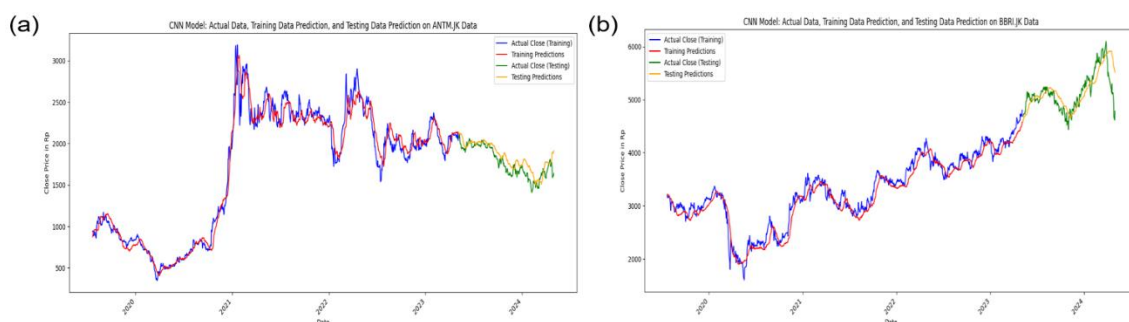 (a)
CNN Model: Actual Data, Training Data Prediction, and Testing Data Prediction on ANTM.JK Data
Actual Close (Training)
Training Predictions
Actual Close (Testing)
Testing Predictions
Close Price in Rp
3000
2500
2000
1500
1000
500
2020
2021
2022
2023
2024
Date
(b)
CNN Model: Actual Data, Training Data Prediction, and Testing Data Prediction on BBRI.JK Data
Actual Close (Training)
Training Predictions
Actual Close (Testing)
Testing Predictions
Close Price in Rp
6000
5000
4000
3000
2000
2020
2021
2022
2023
2024
Date